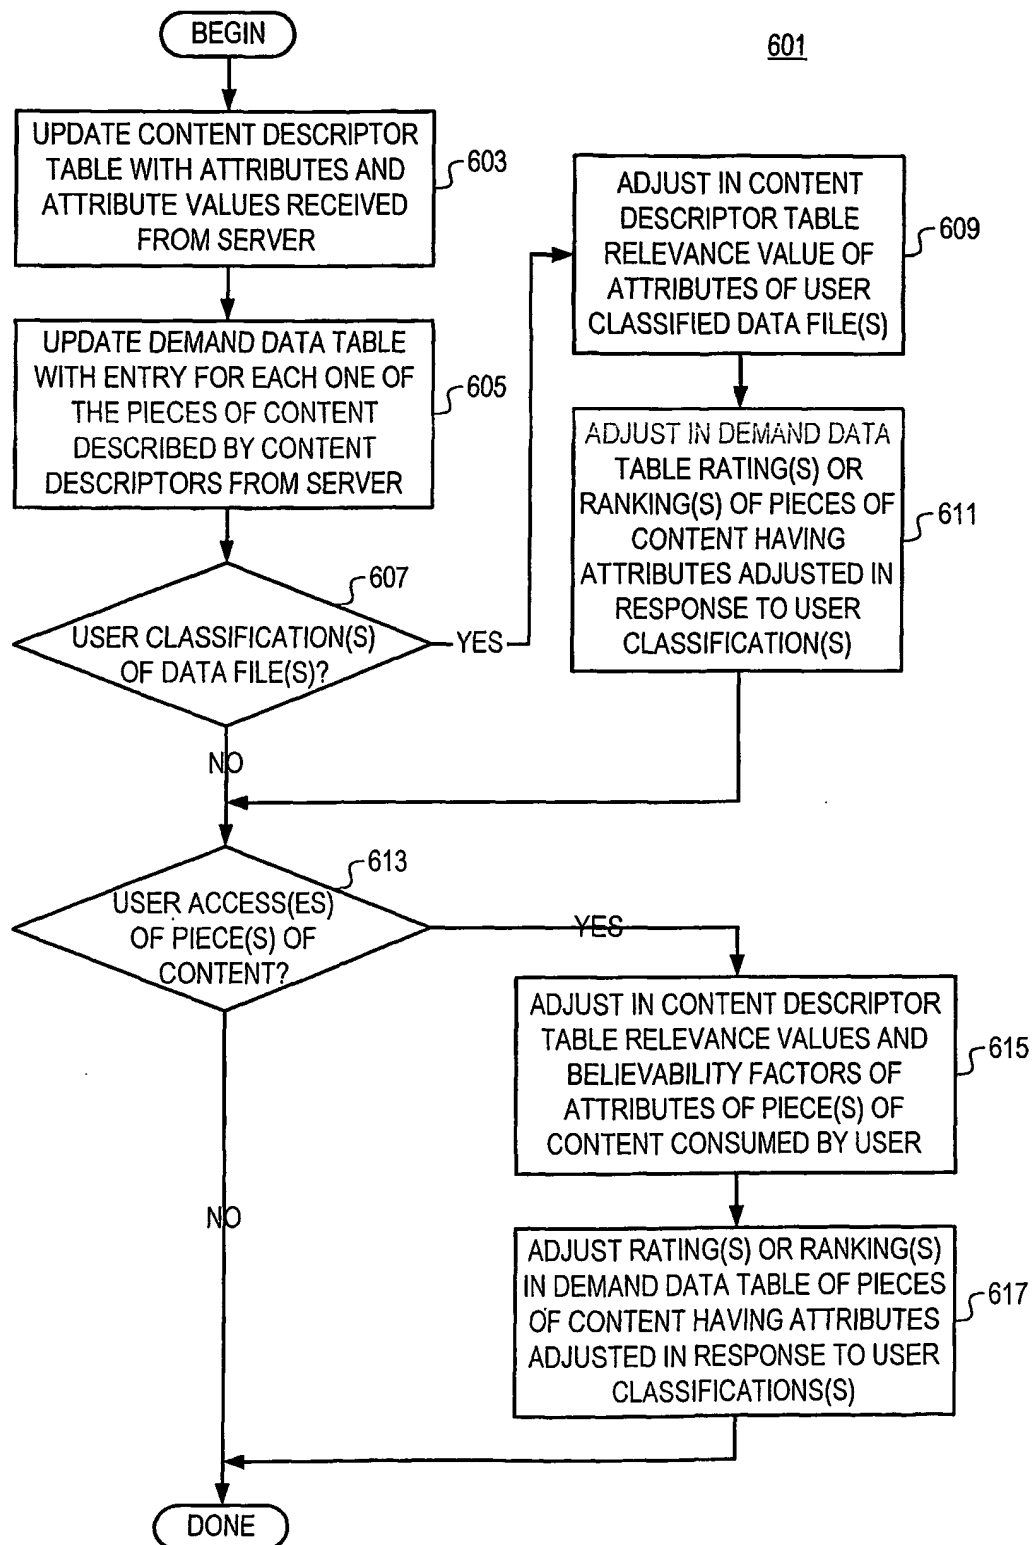 BEGIN
601
UPDATE CONTENT DESCRIPTOR
TABLE WITH ATTRIBUTES AND
ATTRIBUTE VALUES RECEIVED
FROM SERVER
603
UPDATE DEMAND DATA TABLE
WITH ENTRY FOR EACH ONE OF
THE PIECES OF CONTENT
DESCRIBED BY CONTENT
DESCRIPTORS FROM SERVER
605
607
USER CLASSIFICATION(S)
OF DATA FILE(S)?
YES
NO
ADJUST IN CONTENT
DESCRIPTOR TABLE
RELEVANCE VALUE OF
ATTRIBUTES OF USER
CLASSIFIED DATA FILE(S)
609
ADJUST IN DEMAND DATA
TABLE RATING(S) OR
RANKING(S) OF PIECES OF
CONTENT HAVING
ATTRIBUTES ADJUSTED IN
RESPONSE TO USER
CLASSIFICATION(S)
611
613
USER ACCESS(ES)
OF PIECE(S) OF
CONTENT?
YES
NO
ADJUST IN CONTENT DESCRIPTOR
TABLE RELEVANCE VALUES AND
BELIEVABILITY FACTORS OF
ATTRIBUTES OF PIECE(S) OF
CONTENT CONSUMED BY USER
615
ADJUST RATING(S) OR RANKING(S)
IN DEMAND DATA TABLE OF PIECES
OF CONTENT HAVING ATTRIBUTES
ADJUSTED IN RESPONSE TO USER
CLASSIFICATIONS(S)
617
DONE